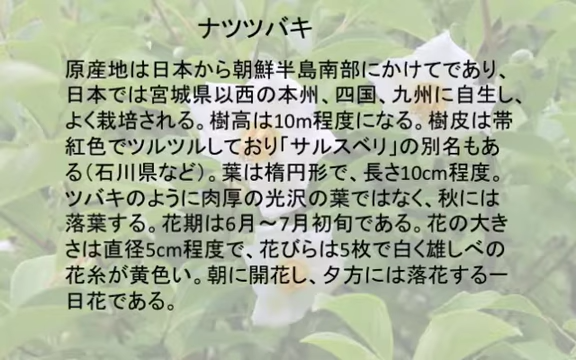 ナツツバキ
原産地は日本から朝鮮半島南部にかけてであり、
日本では宮城県以西の本州、四国、九州に自生し、
よく栽培される。樹高は10m程度になる。樹皮は帯
紅色でツルツルしており「サルスベリ」の別名もあ
る（石川県など）。葉は楕円形で、長さ10cm程度。
ツバキのように肉厚の光沢の葉ではなく、秋には
落葉する。花期は6月～7月初旬である。花の大き
さは直径5cm程度で、花びらは5枚で白く雄しべの
花糸が黄色い。朝に開花し、夕方には落花する一
日花である。